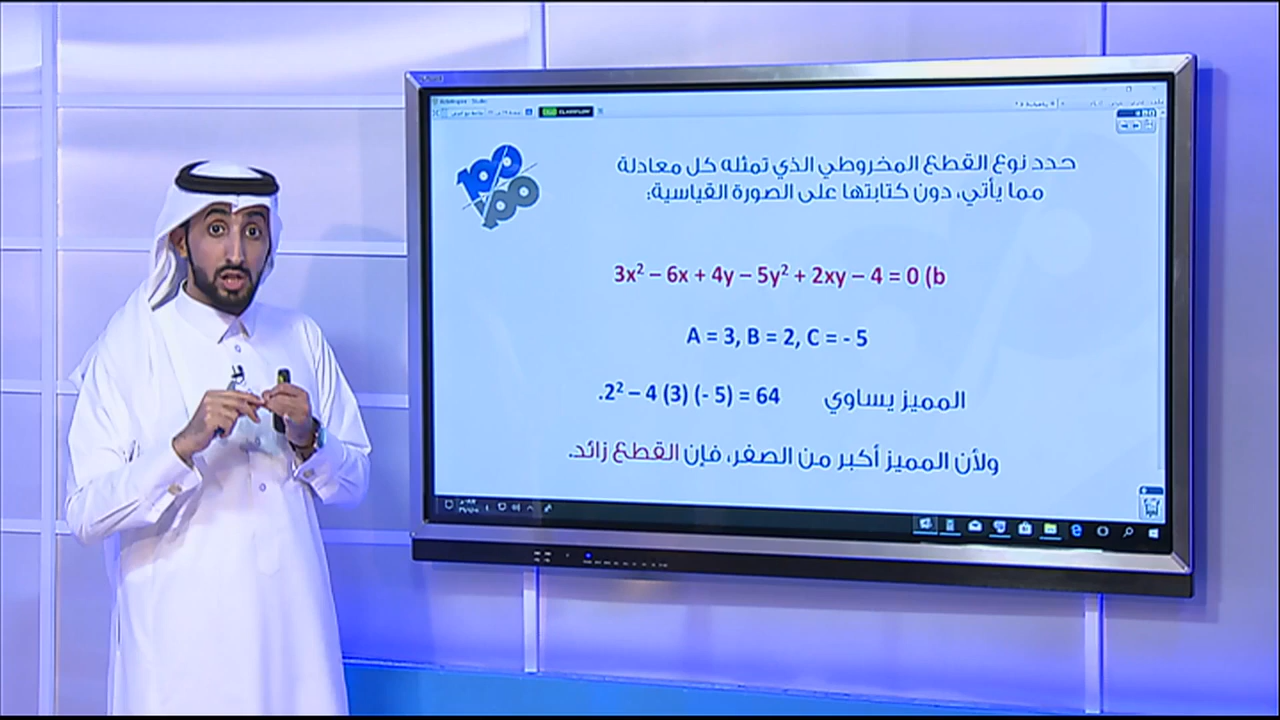 حدد نوع القطع المخروطي الذي تمثله كل معادلة
مما يأتي، دون كتابتها على الصورة القياسية:
3x² – 6x + 4y – 5y² + 2xy – 4 = 0 (b
A = 3, B = 2, C = - 5
المميز يساوي 2² – 4 (3) (- 5) = 64.
ولأن المميز أكبر من الصفر، فإن القطع زائد.